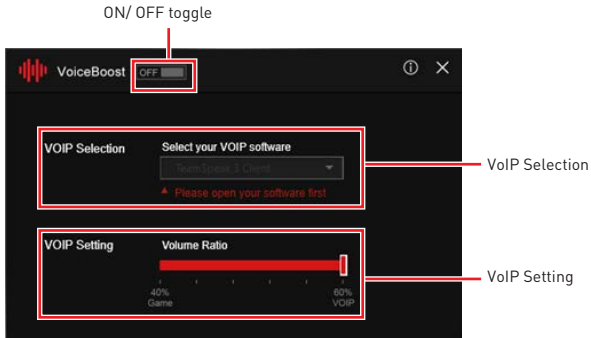 ON/ OFF toggle
VoiceBoost OFF
VOIP Selection
Select your VOIP software
TeamSpeak 3 Client
Please open your software first
VoIP Selection
VOIP Setting
Volume Ratio
40%
Game
60%
VOIP
VoIP Setting